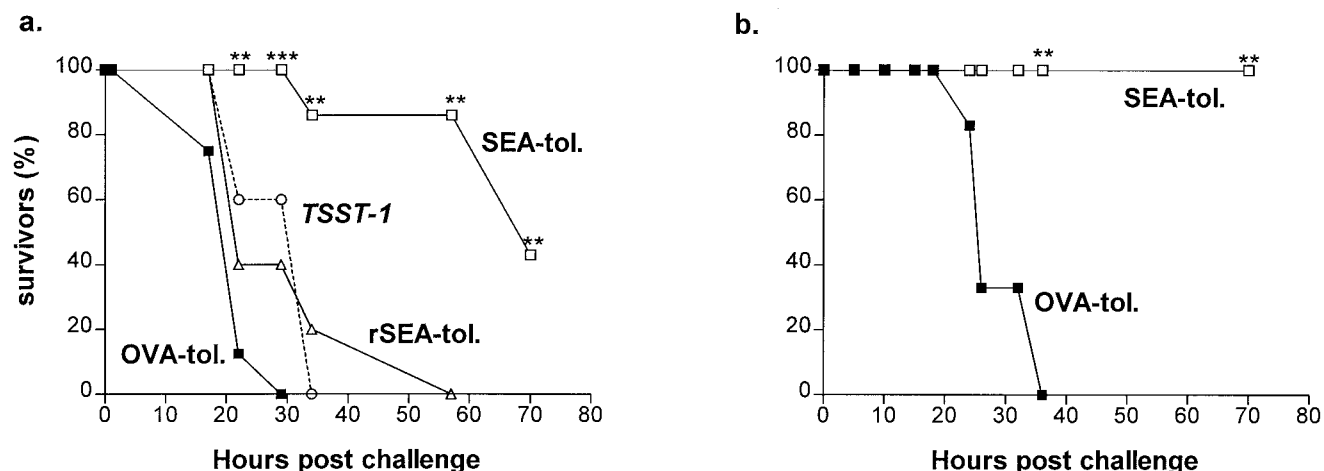 a.
survivors (%)
100
80
60
40
20
0
** ***
**
**
**
SEA-tol.
TSST-1
rSEA-tol.
OVA-tol.
0 10 20 30 40 50 60 70 80
Hours post challenge
b.
100
80
60
40
20
0
**
**
SEA-tol.
OVA-tol.
0 10 20 30 40 50 60 70 80
Hours post challenge